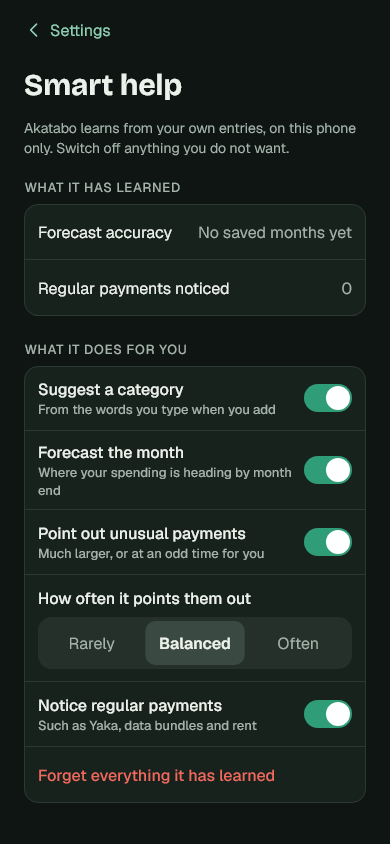 Settings
Smart help
Akatabo learns from your own entries, on this phone
only. Switch off anything you do not want.
WHAT IT HAS LEARNED
Forecast accuracy No saved months yet
Regular payments noticed 0
WHAT IT DOES FOR YOU
Suggest a category
From the words you type when you add
Forecast the month
Where your spending is heading by month
end
Point out unusual payments
Much larger, or at an odd time for you
How often it points them out
Rarely Balanced Often
Notice regular payments
Such as Yaka, data bundles and rent
Forget everything it has learned